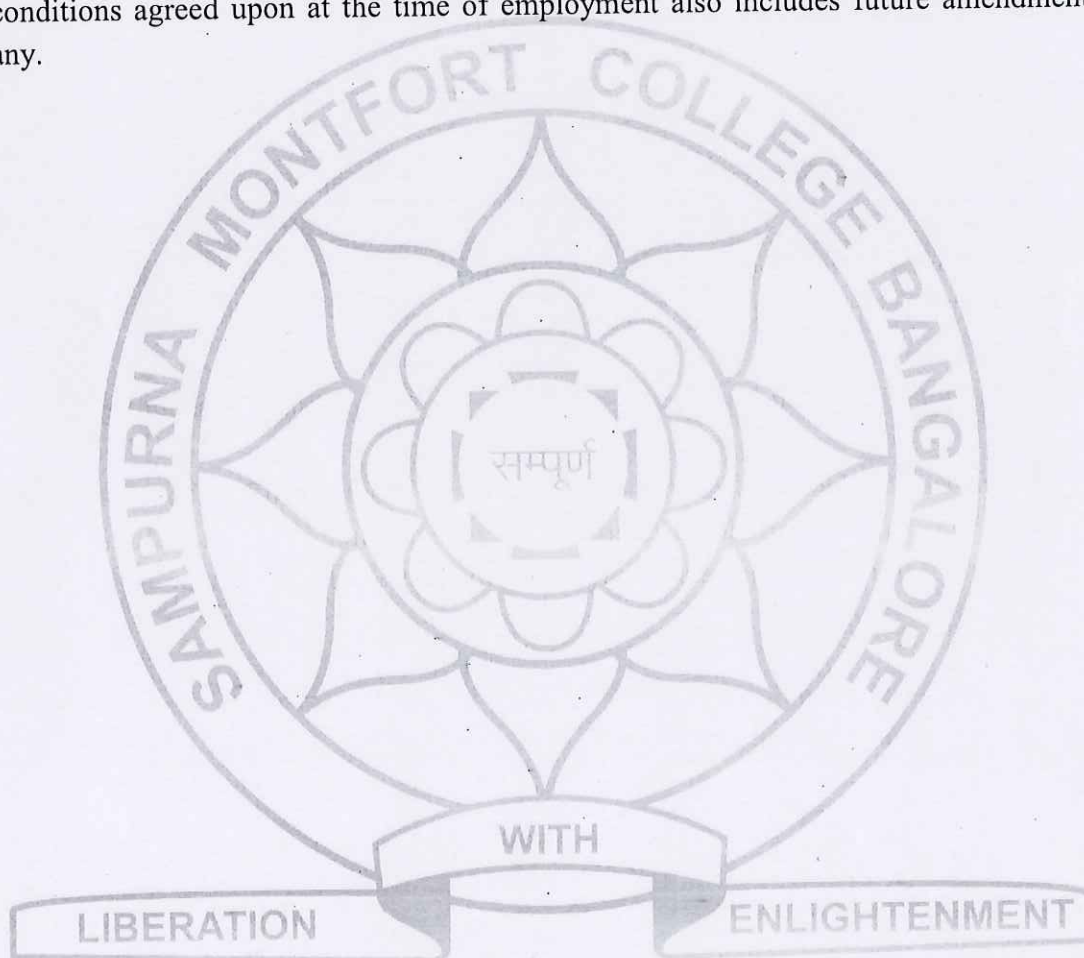 conditions agreed upon at the time of employment also includes future amendment
any.
SAMPURNA MONTFORT COLLEGE BANGALORE
सम्पूर्ण
WITH
LIBERATION
ENLIGHTENMENT